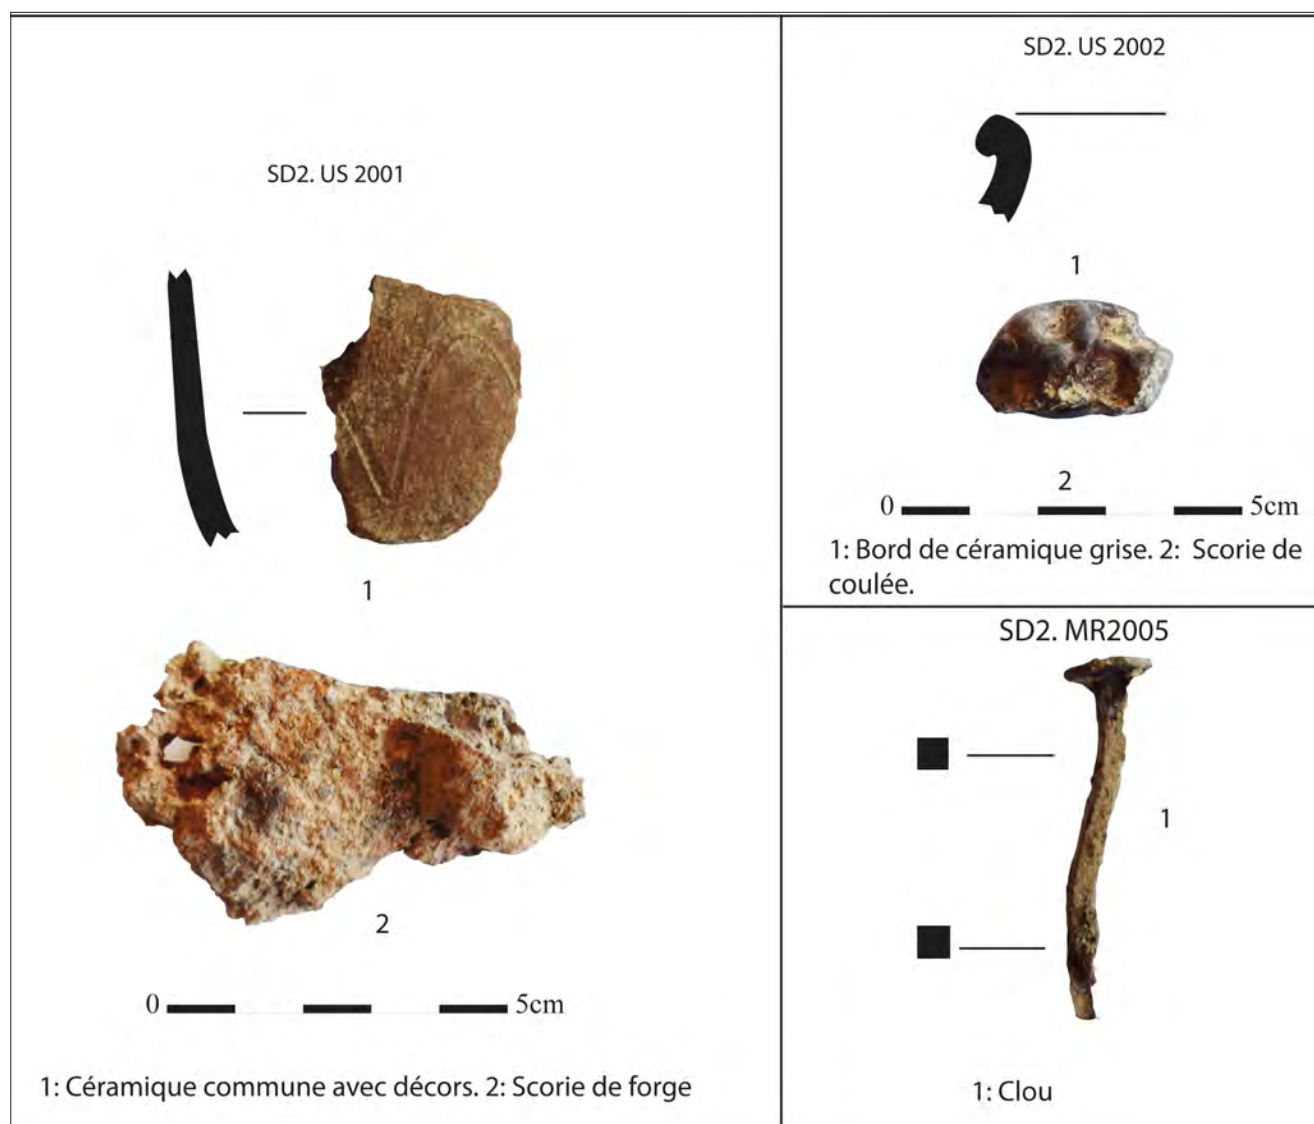 SD2. US 2001
1
2
0 5cm
1: Céramique commune avec décors. 2: Scorie de forge
SD2. US 2002
1
2
0 5cm
1: Bord de céramique grise. 2: Scorie de
coulée.
SD2. MR2005
1
1: Clou